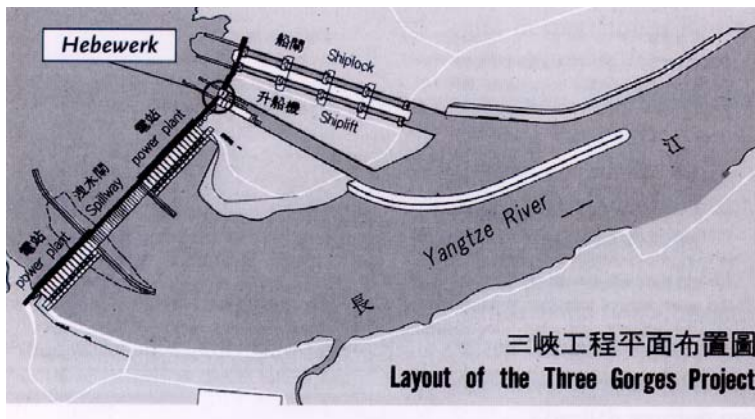 Hebewerk
船閘
Shiplock
升船機
Shiplift
電站
power plant
洩水閘
Spillway
電站
power plant
江
Yangtze River
長
三峽工程平面布置圖
Layout of the Three Gorges Project